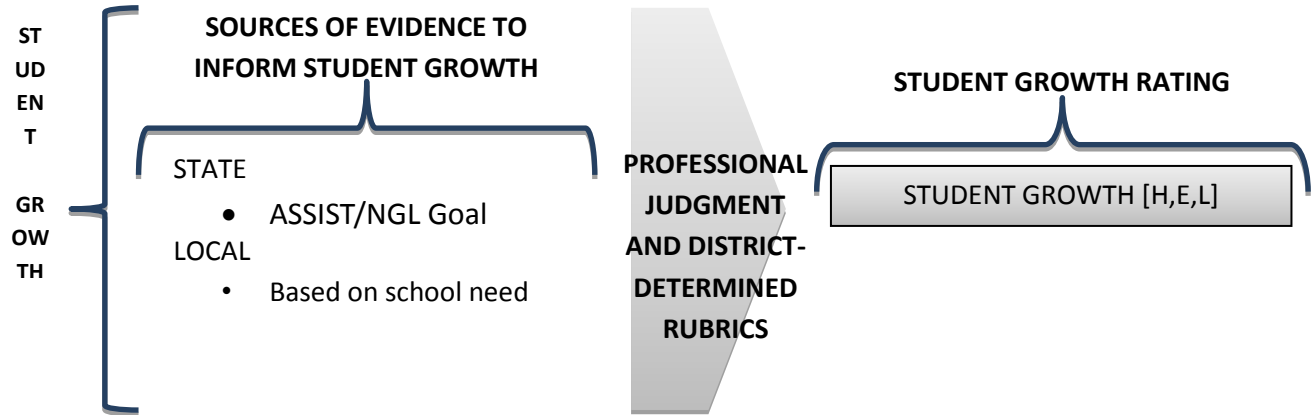 ST
UD
EN
T
GR
OW
TH
SOURCES OF EVIDENCE TO
INFORM STUDENT GROWTH
STATE
• ASSIST/NGL Goal
LOCAL
• Based on school need
PROFESSIONAL
JUDGMENT
AND DISTRICT-
DETERMINED
RUBRICS
STUDENT GROWTH RATING
STUDENT GROWTH [H,E,L]